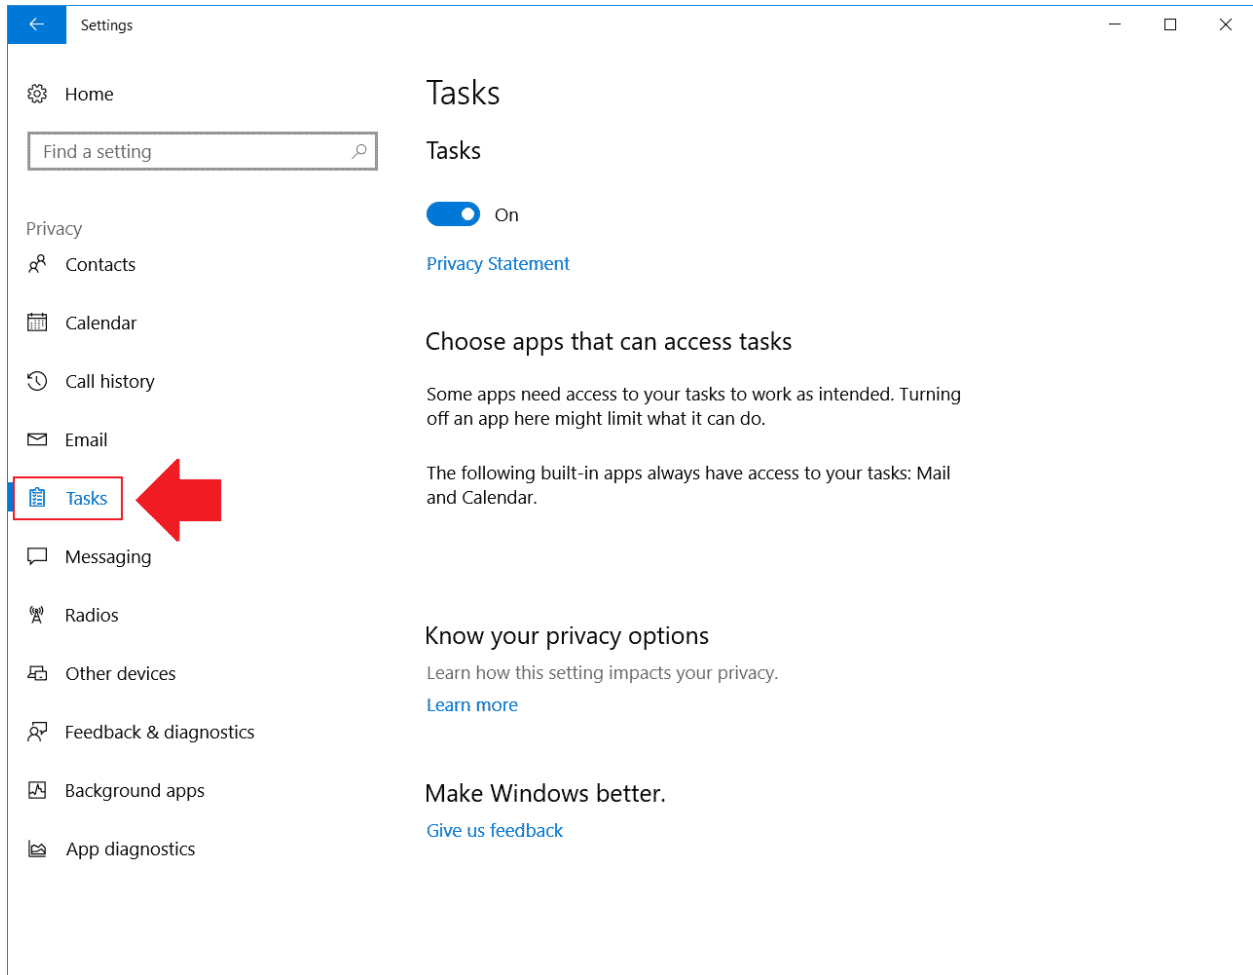 Settings
Home
Find a setting
Privacy
Contacts
Calendar
Call history
Email
Tasks
Messaging
Radios
Other devices
Feedback & diagnostics
Background apps
App diagnostics
Tasks
Tasks
On
Privacy Statement
Choose apps that can access tasks
Some apps need access to your tasks to work as intended. Turning
off an app here might limit what it can do.
The following built-in apps always have access to your tasks: Mail
and Calendar.
Know your privacy options
Learn how this setting impacts your privacy.
Learn more
Make Windows better.
Give us feedback